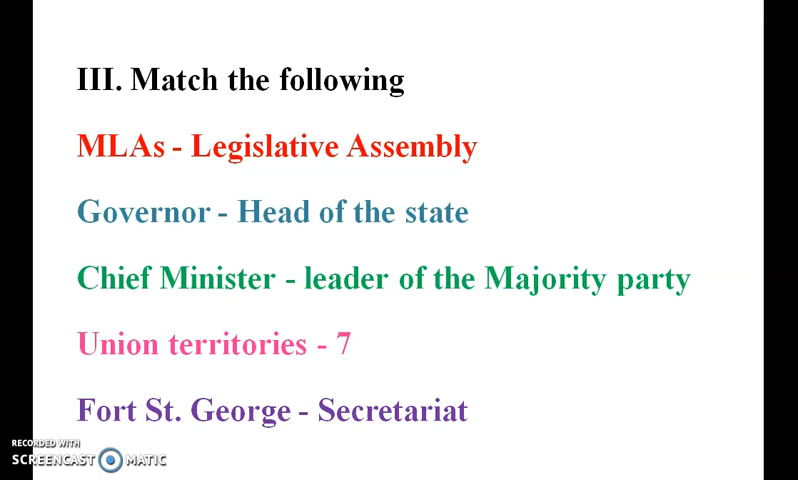 III. Match the following
MLAs - Legislative Assembly
Governor - Head of the state
Chief Minister - leader of the Majority party
Union territories - 7
Fort St. George - Secretariat
RECORDED WITH
SCREENCAST MATIC